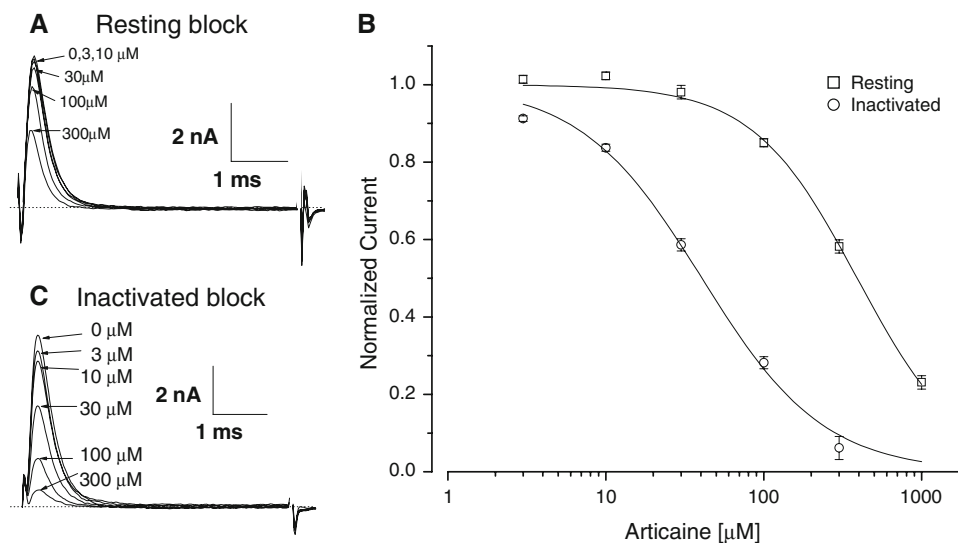 A Resting block
0,3,10 μM
30μM
100μM
300μM
2 nA
1 ms
B
1.0
0.8
0.6
0.4
0.2
0.0
Normalized Current
Resting
Inactivated
1
10
100
1000
Articaine [μM]
C Inactivated block
0 μM
3 μM
10 μM
30 μM
100 μM
300 μM
2 nA
1 ms